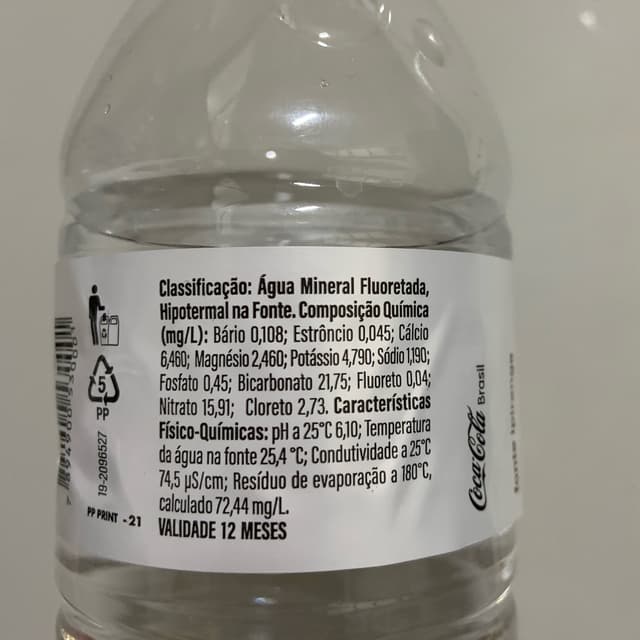 Classificação: Água Mineral Fluoretada,
Hipotermal na Fonte. Composição Química
(mg/L): Bário 0,108; Estrôncio 0,045; Cálcio
6,460; Magnésio 2,460; Potássio 4,790; Sódio 1,190;
Fosfato 0,45; Bicarbonato 21,75; Fluoreto 0,04;
Nitrato 15,91; Cloreto 2,73. Características
Físico-Químicas: pH a 25°C 6,10; Temperatura
da água na fonte 25,4 °C; Condutividade a 25°C
74,5 µS/cm; Resíduo de evaporação a 180°C,
calculado 72,44 mg/L.
VALIDADE 12 MESES
5
PP
19-2096527
PP PRINT - 21
Coca-Cola Brasil